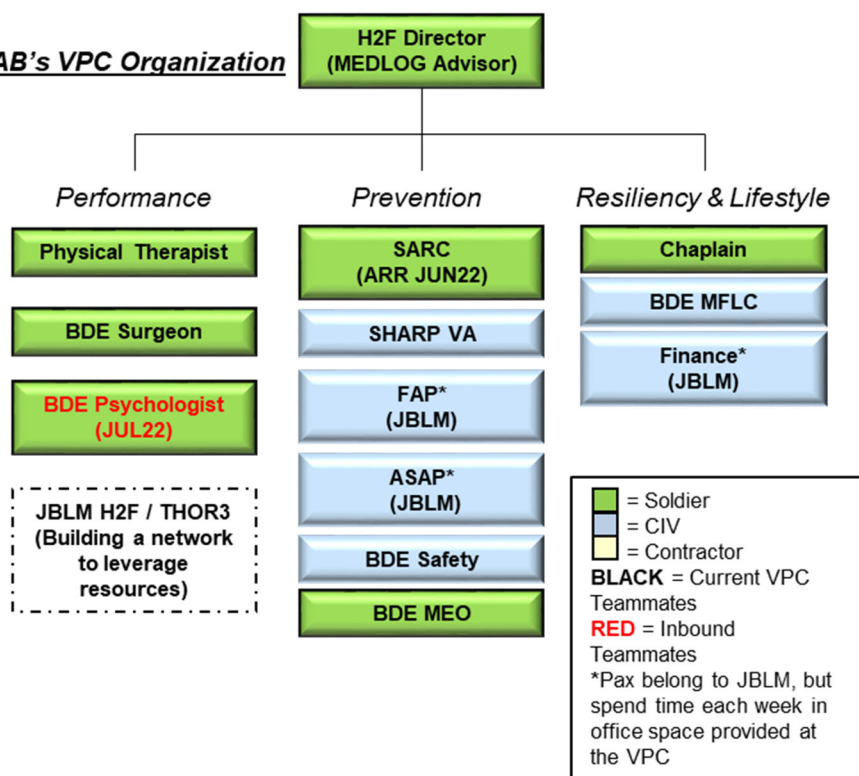 AB's VPC Organization
H2F Director
(MEDLOG Advisor)
Performance
Physical Therapist
BDE Surgeon
BDE Psychologist
(JUL22)
JBLM H2F / THOR3
(Building a network
to leverage
resources)
Prevention
SARC
(ARR JUN22)
SHARP VA
FAP*
(JBLM)
ASAP*
(JBLM)
BDE Safety
BDE MEO
Resiliency & Lifestyle
Chaplain
BDE MFLC
Finance*
(JBLM)
= Soldier
= CIV
= Contractor
BLACK = Current VPC
Teammates
RED = Inbound
Teammates
*Pax belong to JBLM, but
spend time each week in
office space provided at
the VPC